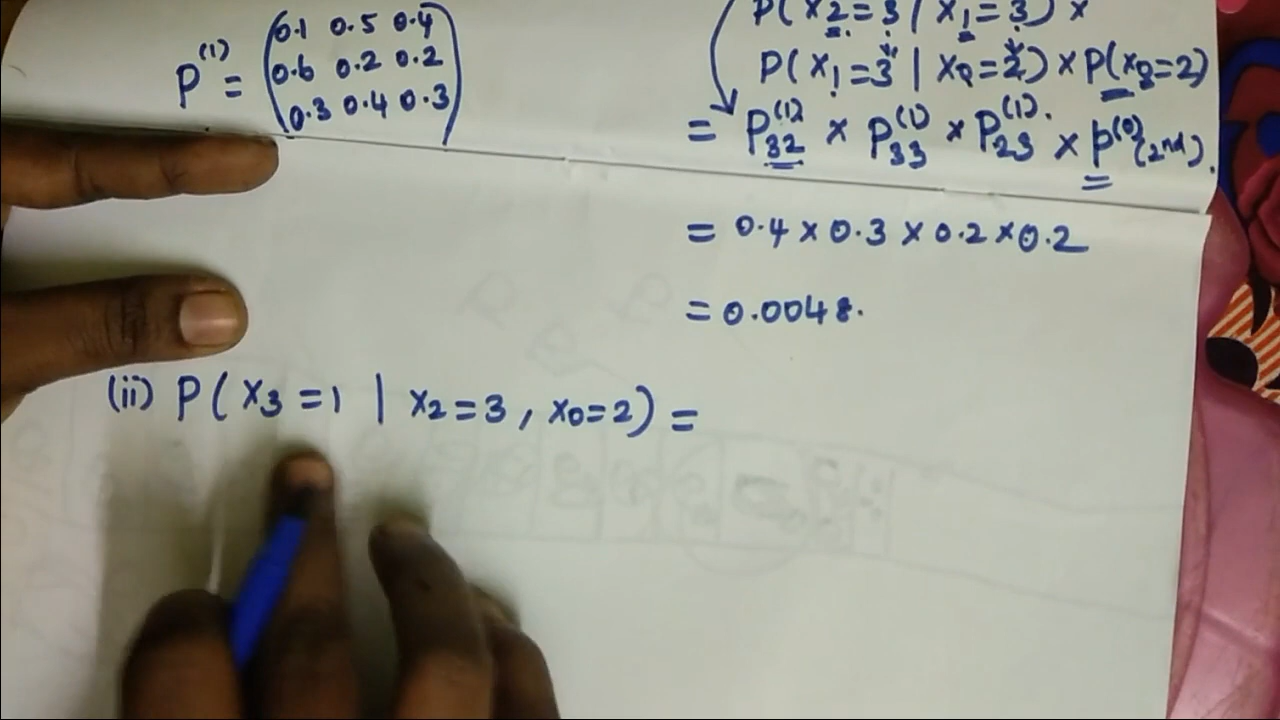 P(x2=3 | x1=3) x
P(x1=3 | x0=2) x P(x0=2)
P^(1) = (0.1 0.5 0.4
0.6 0.2 0.2
0.3 0.4 0.3)
= P32^(1) x P33^(1) x P23^(1) x P^(0)(2nd).
= 0.4 x 0.3 x 0.2 x 0.2
= 0.0048.
(ii) P(x3=1 | x2=3, x0=2) =